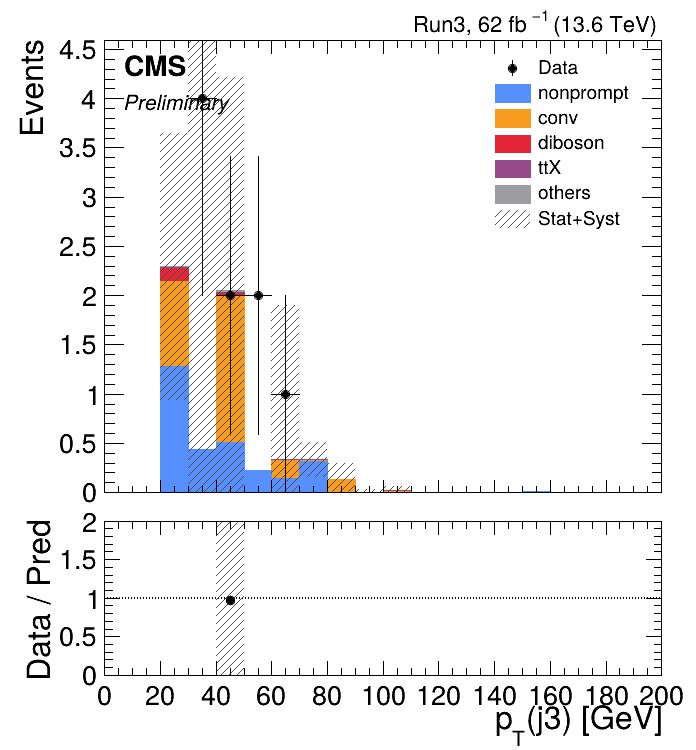 Run3, 62 fb⁻¹ (13.6 TeV)
CMS
Preliminary
Events
4.5
4
3.5
3
2.5
2
1.5
1
0.5
0
Data
nonprompt
conv
diboson
ttX
others
Stat+Syst
Data / Pred
2
1.5
1
0.5
0
0 20 40 60 80 100 120 140 160 180 200
p_T(j3) [GeV]